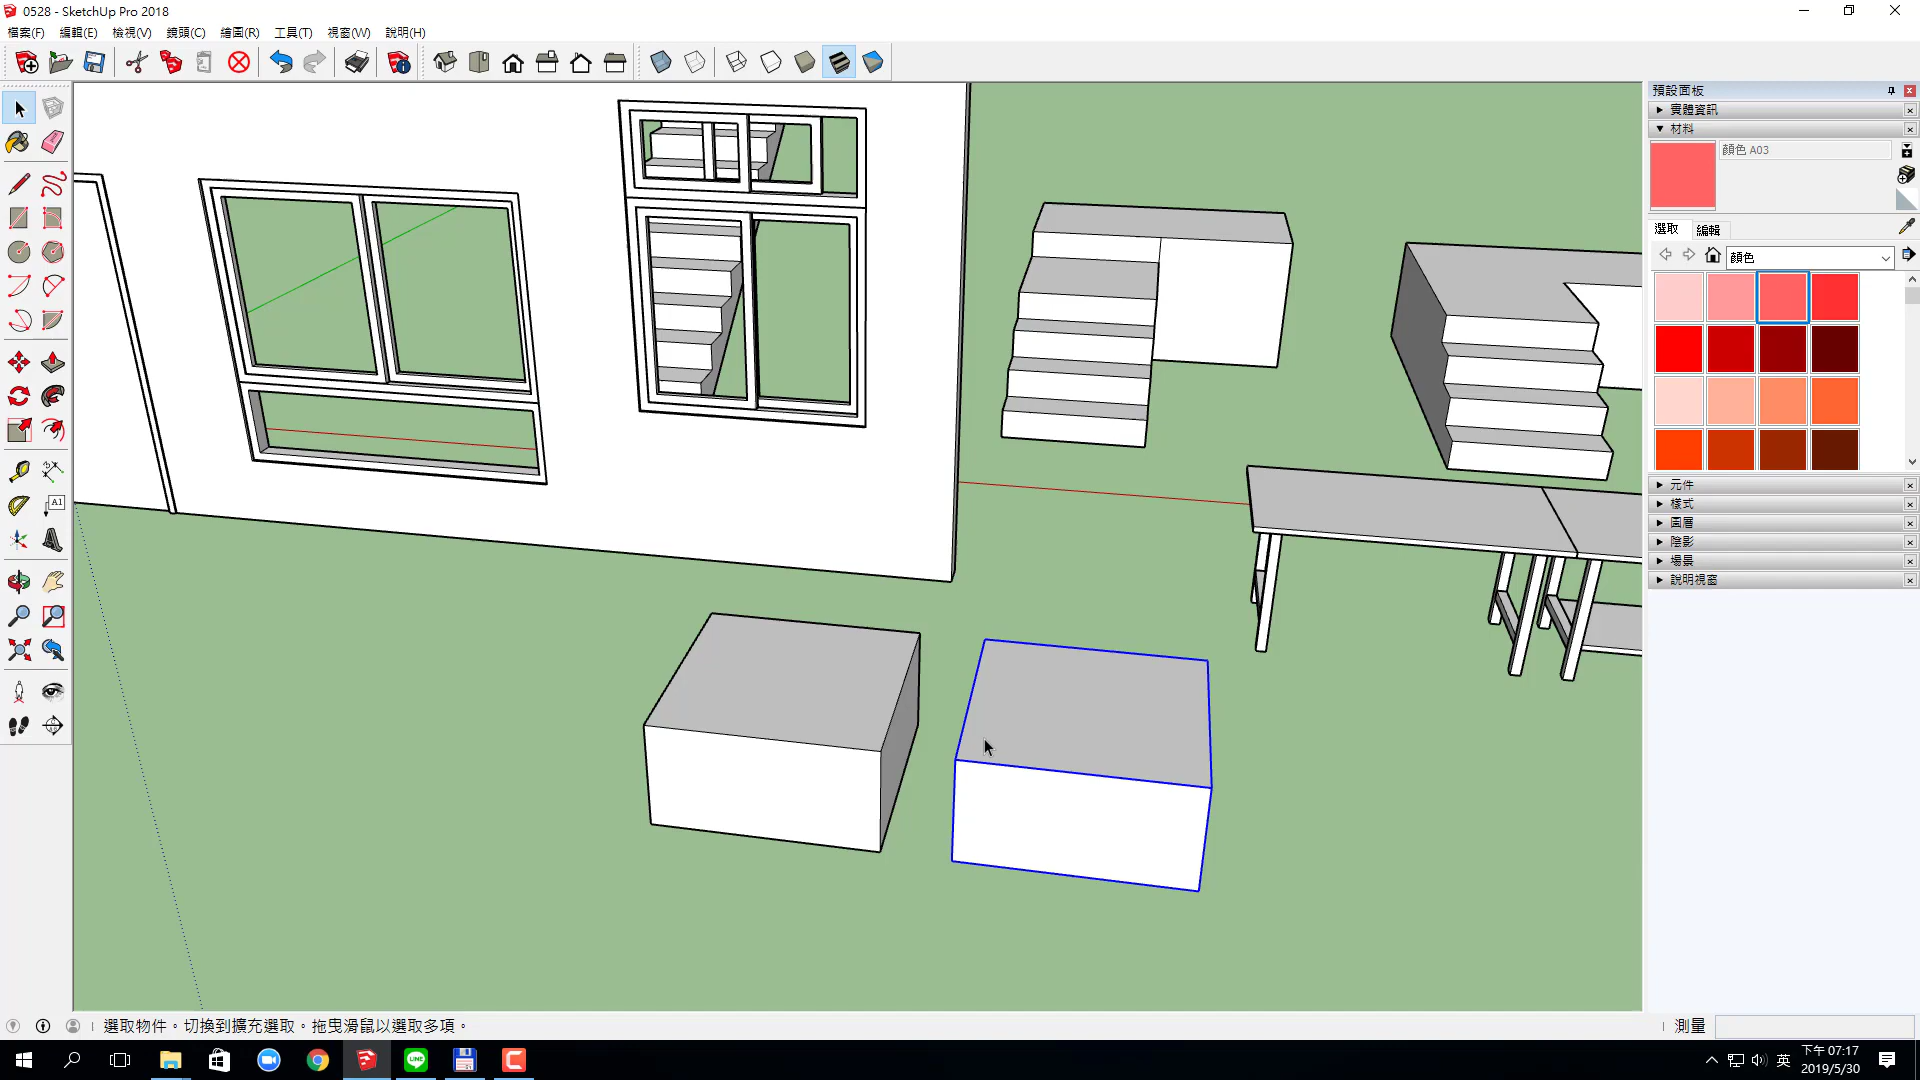 0528 - SketchUp Pro 2018
檔案(F) 編輯(E) 檢視(V) 鏡頭(C) 繪圖(R) 工具(T) 視窗(W) 說明(H)
預設面板
實體資訊
材料
顏色 A03
選取 編輯
顏色
元件
樣式
圖層
陰影
場景
說明視窗
A1
選取物件。切換到擴充選取。拖曳滑鼠以選取多項。
測量
LINE
英
下午 07:17
2019/5/30